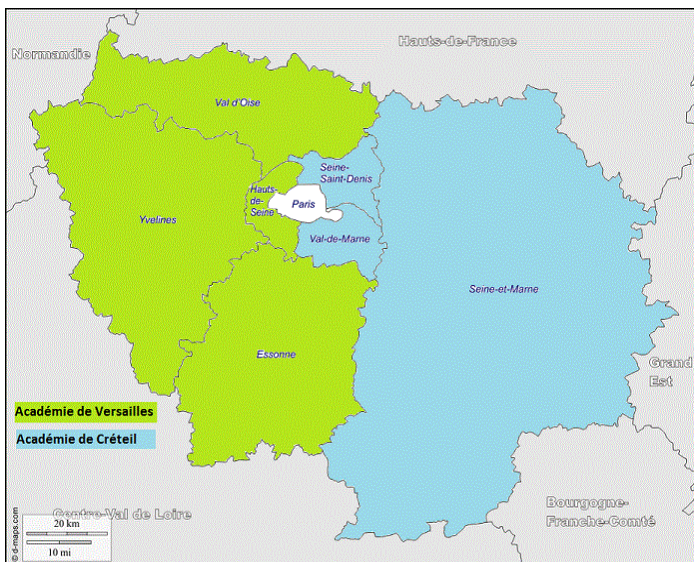 Hauts-de-France
Normandie
Val d'Oise
Seine-
Saint-Denis
Hauts-
de-
Seine
Paris
Yvelines
Val-de-Marne
Seine-et-Marne
Essonne
Grand
Est
Académie de Versailles
Académie de Créteil
Centre-Val de Loire
Bourgogne-
Franche-Comté
20 km
10 mi
© d-maps.com